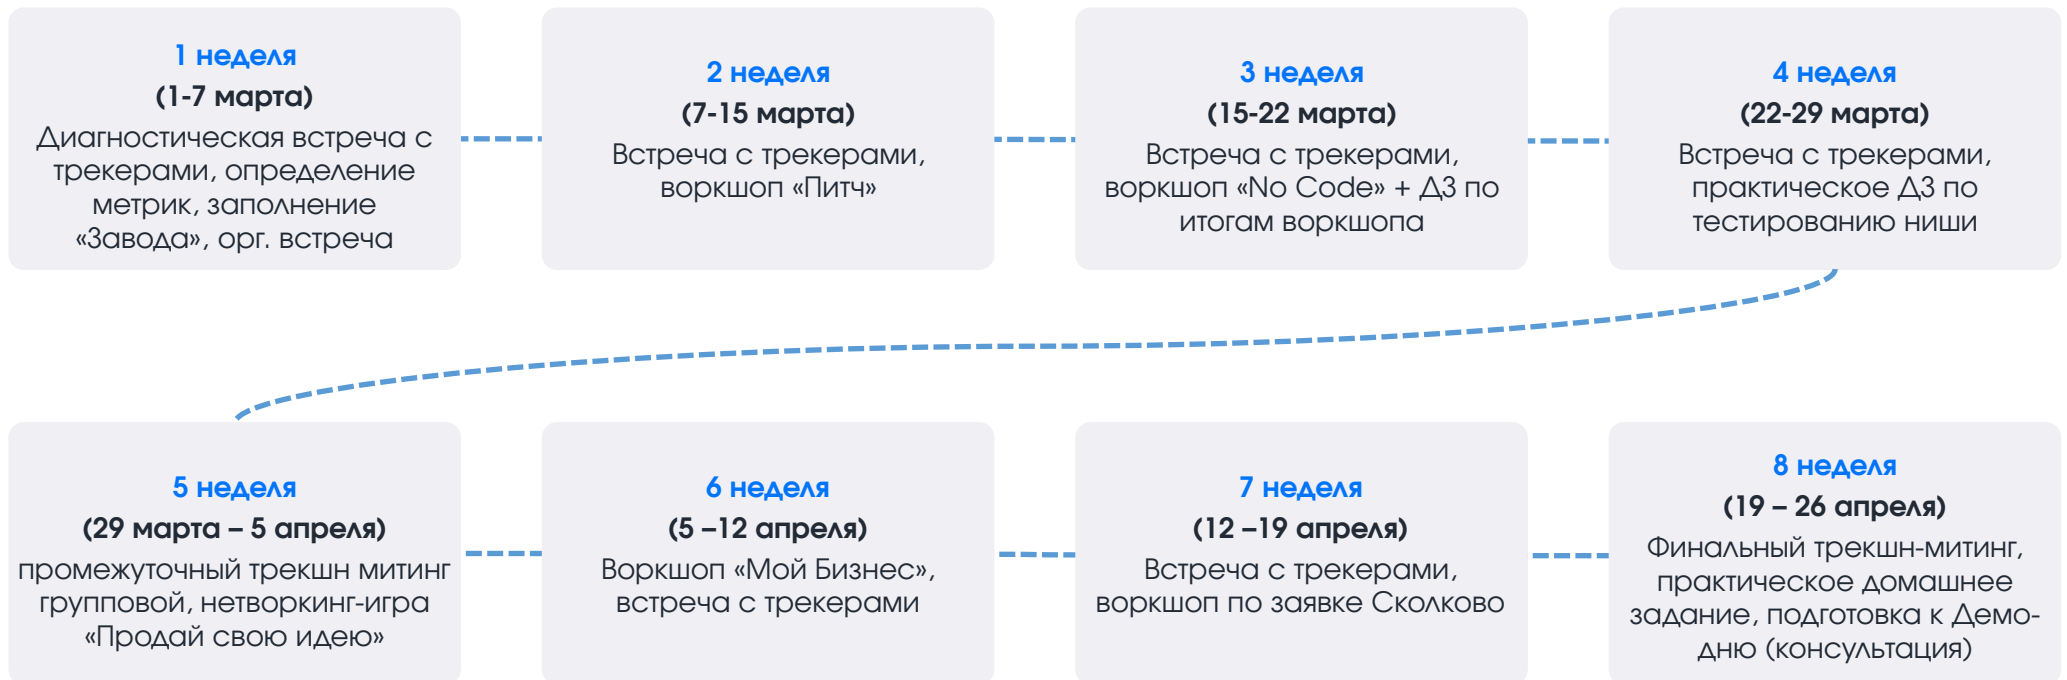 1 неделя
(1-7 марта)
Диагностическая встреча с
трекерами, определение
метрик, заполнение
«Завода», орг. встреча
2 неделя
(7-15 марта)
Встреча с трекерами,
воркшоп «Питч»
3 неделя
(15-22 марта)
Встреча с трекерами,
воркшоп «No Code» + ДЗ по
итогам воркшопа
4 неделя
(22-29 марта)
Встреча с трекерами,
практическое ДЗ по
тестированию ниши
5 неделя
(29 марта – 5 апреля)
промежуточный трекшн митинг
групповой, нетворкинг-игра
«Продай свою идею»
6 неделя
(5 –12 апреля)
Воркшоп «Мой Бизнес»,
встреча с трекерами
7 неделя
(12 –19 апреля)
Встреча с трекерами,
воркшоп по заявке Сколково
8 неделя
(19 – 26 апреля)
Финальный трекшн-митинг,
практическое домашнее
задание, подготовка к Демо-
дню (консультация)